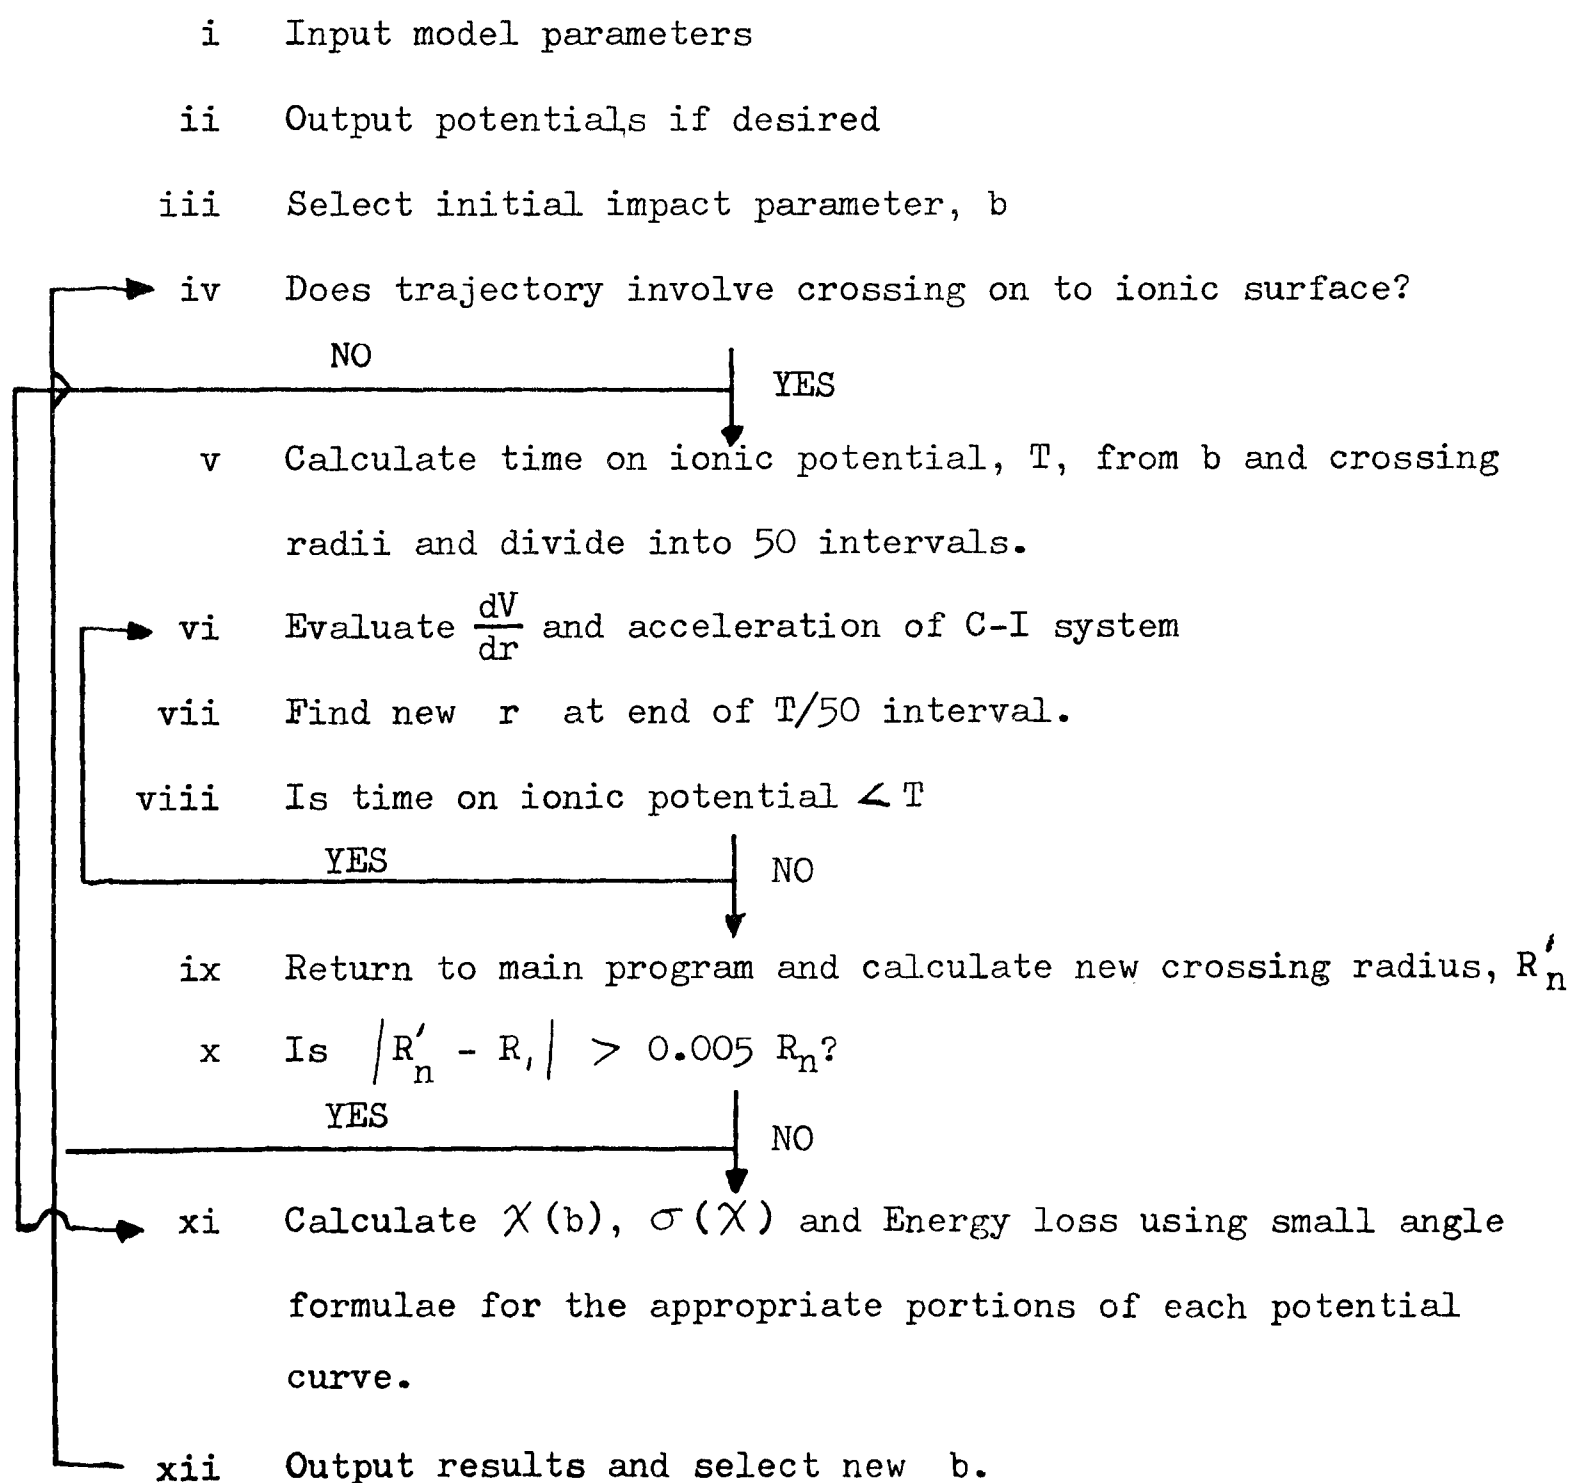 i Input model parameters
ii Output potentials if desired
iii Select initial impact parameter, b
iv Does trajectory involve crossing on to ionic surface?
NO
YES
v Calculate time on ionic potential, T, from b and crossing
radii and divide into 50 intervals.
vi Evaluate dV/dr and acceleration of C-I system
vii Find new r at end of T/50 interval.
viii Is time on ionic potential < T
YES
NO
ix Return to main program and calculate new crossing radius, R'n
x Is |R'n - R,| > 0.005 Rn?
YES
NO
xi Calculate χ(b), σ(χ) and Energy loss using small angle
formulae for the appropriate portions of each potential
curve.
xii Output results and select new b.